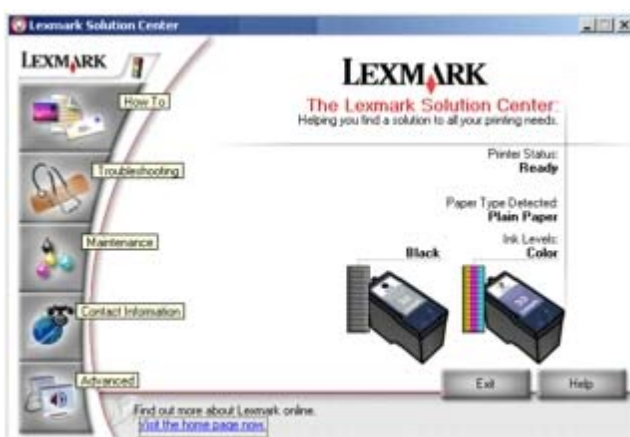 Lexmark Solution Center
LEXMARK
How To
Troubleshooting
Maintenance
Contact Information
Advanced
LEXMARK
The Lexmark Solution Center:
Helping you find a solution to all your printing needs.
Printer Status:
Ready
Paper Type Detected:
Plain Paper
Ink Levels:
Black
Color
Exit
Help
Find out more about Lexmark online.
Visit the home page now.